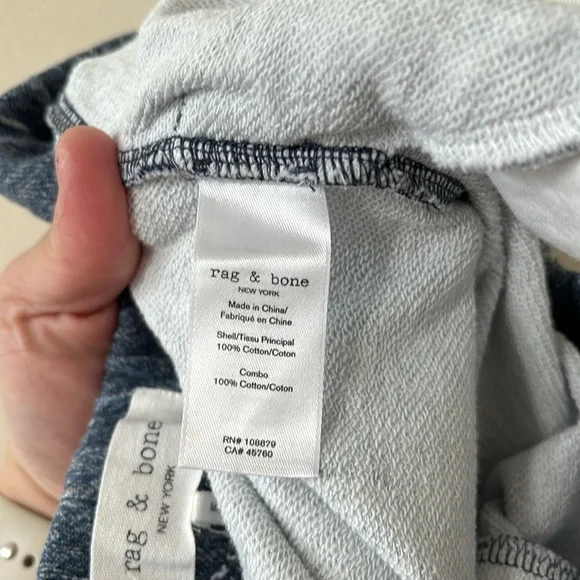 rag & bone
NEW YORK
Made in China/
Fabriqué en Chine
Shell/Tissu Principal
100% Cotton/Coton
Combo
100% Cotton/Coton
RN# 108879
CA# 45760
rag & bone
NEW YORK